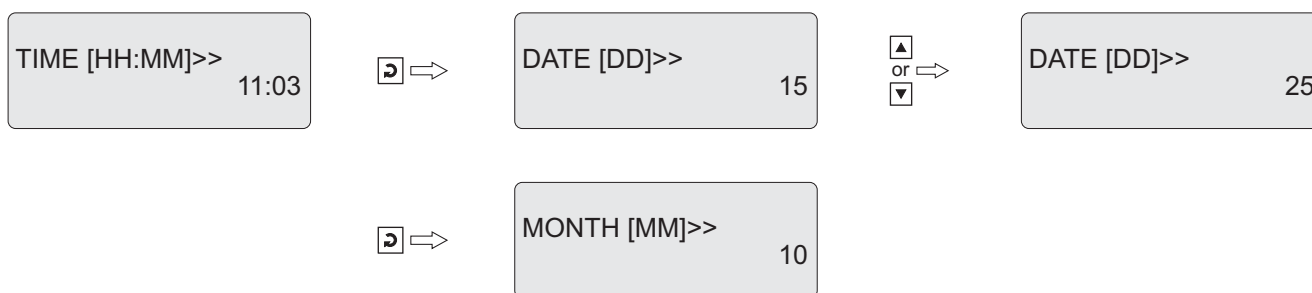 TIME [HH:MM]>>
11:03
DATE [DD]>>
15
or
DATE [DD]>>
25
MONTH [MM]>>
10